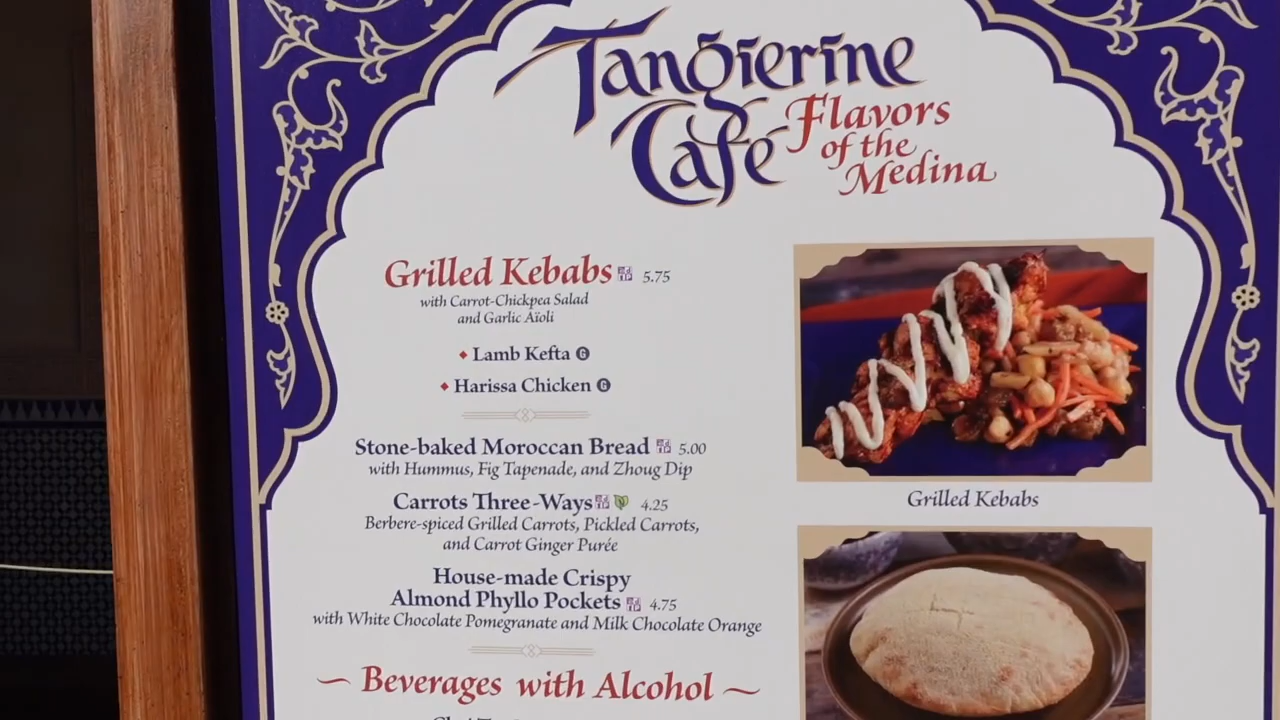 Tangierine
Café
Flavors
of the
Medina
Grilled Kebabs 5.75
with Carrot-Chickpea Salad
and Garlic Aïoli
Lamb Kefta G
Harissa Chicken G
Stone-baked Moroccan Bread 5.00
with Hummus, Fig Tapenade, and Zhoug Dip
Carrots Three-Ways 4.25
Berbere-spiced Grilled Carrots, Pickled Carrots,
and Carrot Ginger Purée
House-made Crispy
Almond Phyllo Pockets 4.75
with White Chocolate Pomegranate and Milk Chocolate Orange
~ Beverages with Alcohol ~
Grilled Kebabs